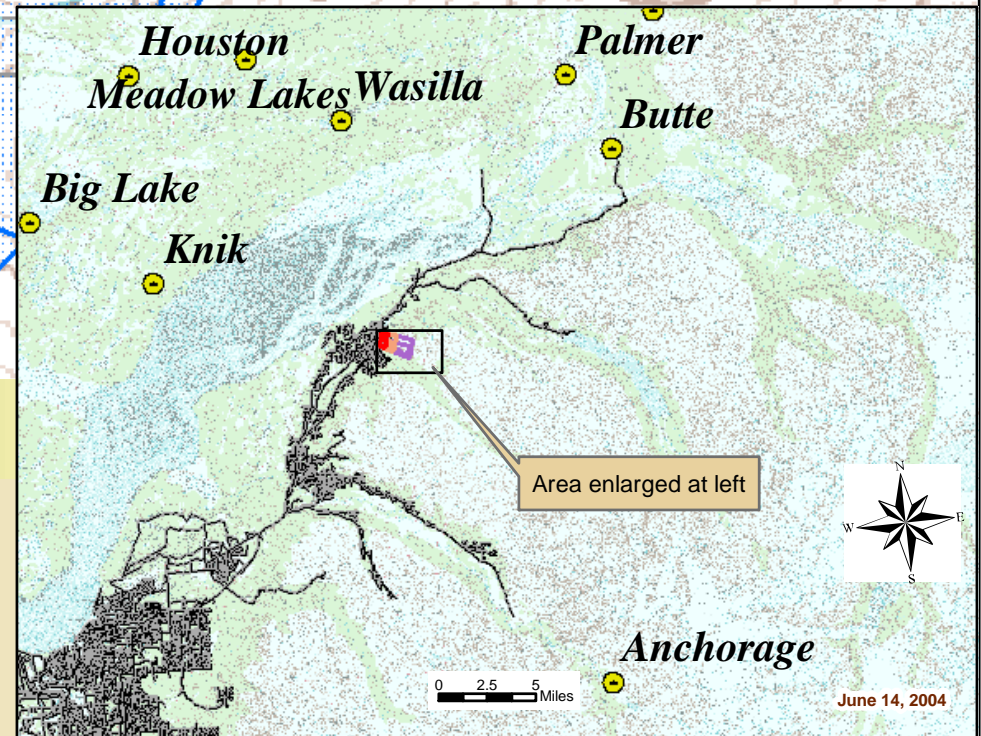 Houston
Palmer
Meadow Lakes
Wasilla
Butte
Big Lake
Knik
Area enlarged at left
N
W
E
S
Anchorage
0 2.5 5
Miles
June 14, 2004